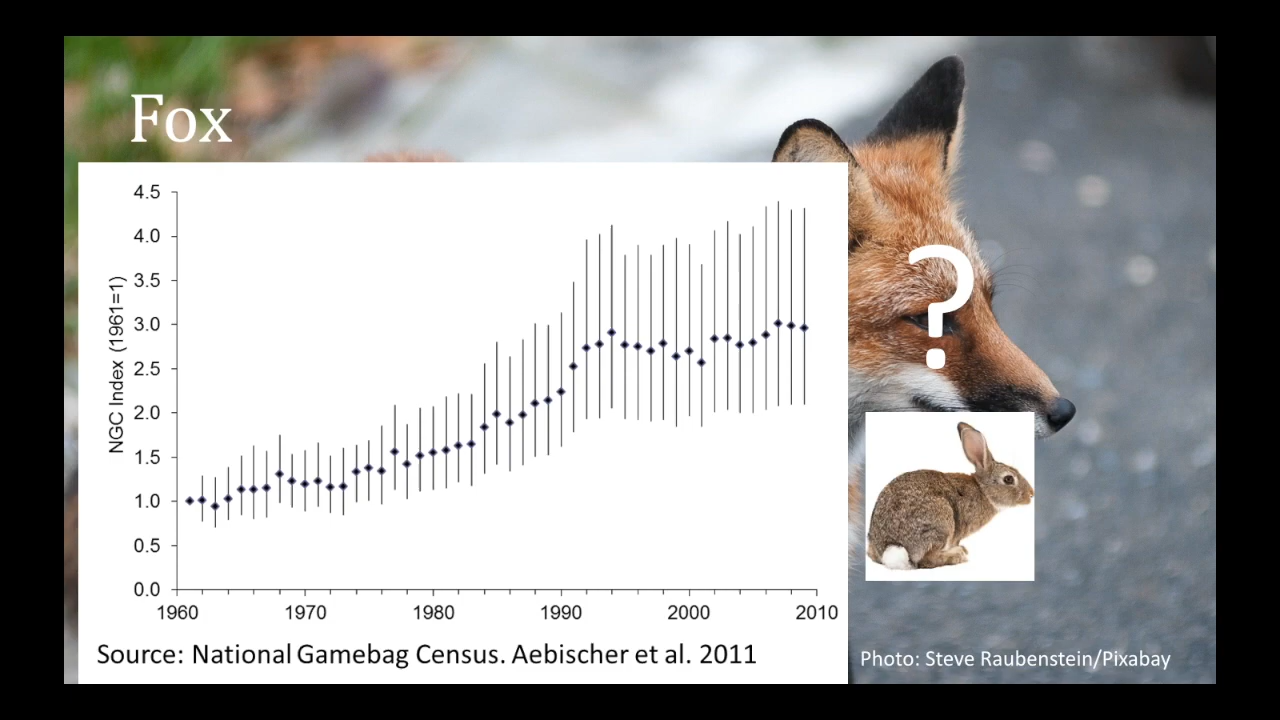 Fox
4.5
4.0
3.5
3.0
2.5
2.0
1.5
1.0
0.5
0.0
NGC Index (1961=1)
1960 1970 1980 1990 2000 2010
?
Source: National Gamebag Census. Aebischer et al. 2011
Photo: Steve Raubenstein/Pixabay